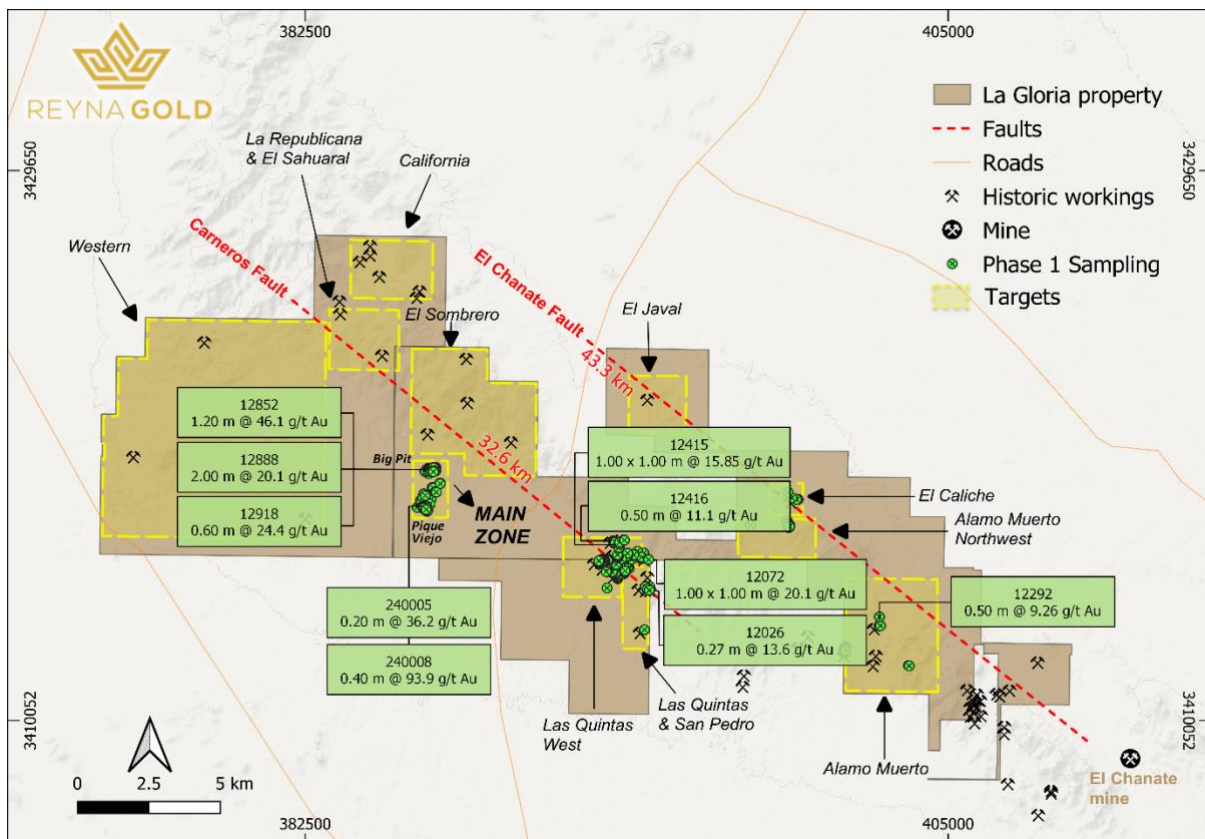 382500
405000
REYNAGOLD
La Gloria property
Faults
Roads
Historic workings
Mine
Phase 1 Sampling
Targets
3429650
3429650
La Republicana
& El Sahuaral
California
Western
Carneros Fault
El Chanate Fault
43.3 km
El Sombrero
El Javal
32.6 km
12852
1.20 m @ 46.1 g/t Au
12888
2.00 m @ 20.1 g/t Au
12918
0.60 m @ 24.4 g/t Au
Big Pit
Pique
Viejo
MAIN
ZONE
12415
1.00 x 1.00 m @ 15.85 g/t Au
12416
0.50 m @ 11.1 g/t Au
El Caliche
Alamo Muerto
Northwest
12072
1.00 x 1.00 m @ 20.1 g/t Au
12026
0.27 m @ 13.6 g/t Au
12292
0.50 m @ 9.26 g/t Au
240005
0.20 m @ 36.2 g/t Au
240008
0.40 m @ 93.9 g/t Au
Las Quintas
West
Las Quintas
& San Pedro
Alamo Muerto
El Chanate
mine
3410052
3410052
0
2.5
5 km
382500
405000